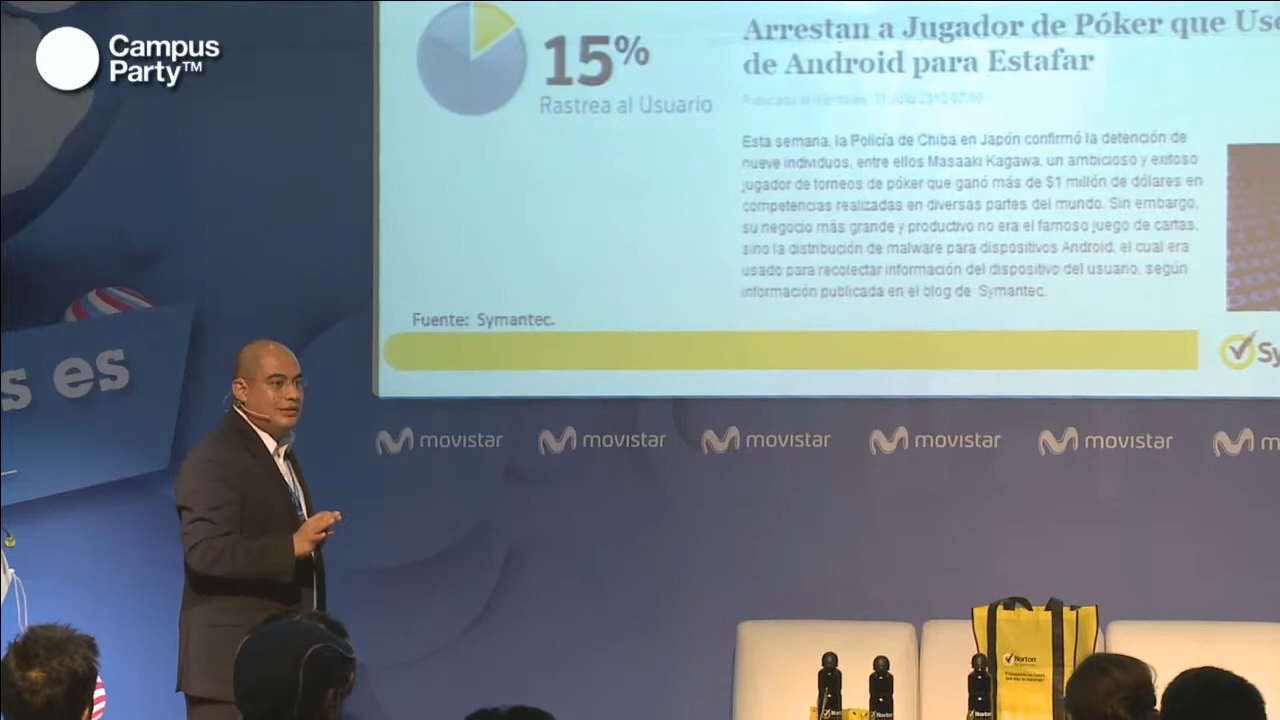 Campus
Party™
15%
Rastrea al Usuario
Arrestan a Jugador de Póker que Us
de Android para Estafar
Esta semana, la Policía de Chiba en Japón confirmó la detención de
nueve individuos, entre ellos Masaaki Kagawa, un ambicioso y exitoso
jugador de torneos de póker que ganó más de $1 millón de dólares en
competencias realizadas en diversas partes del mundo. Sin embargo,
su negocio más grande y productivo no era el famoso juego de cartas,
sino la distribución de malware para dispositivos Android, el cual era
usado para recolectar información del dispositivo del usuario, según
información publicada en el blog de Symantec.
Fuente: Symantec.
Sy
s es
movistar movistar movistar movistar movistar m
Norton
Norton
Norton
Norton